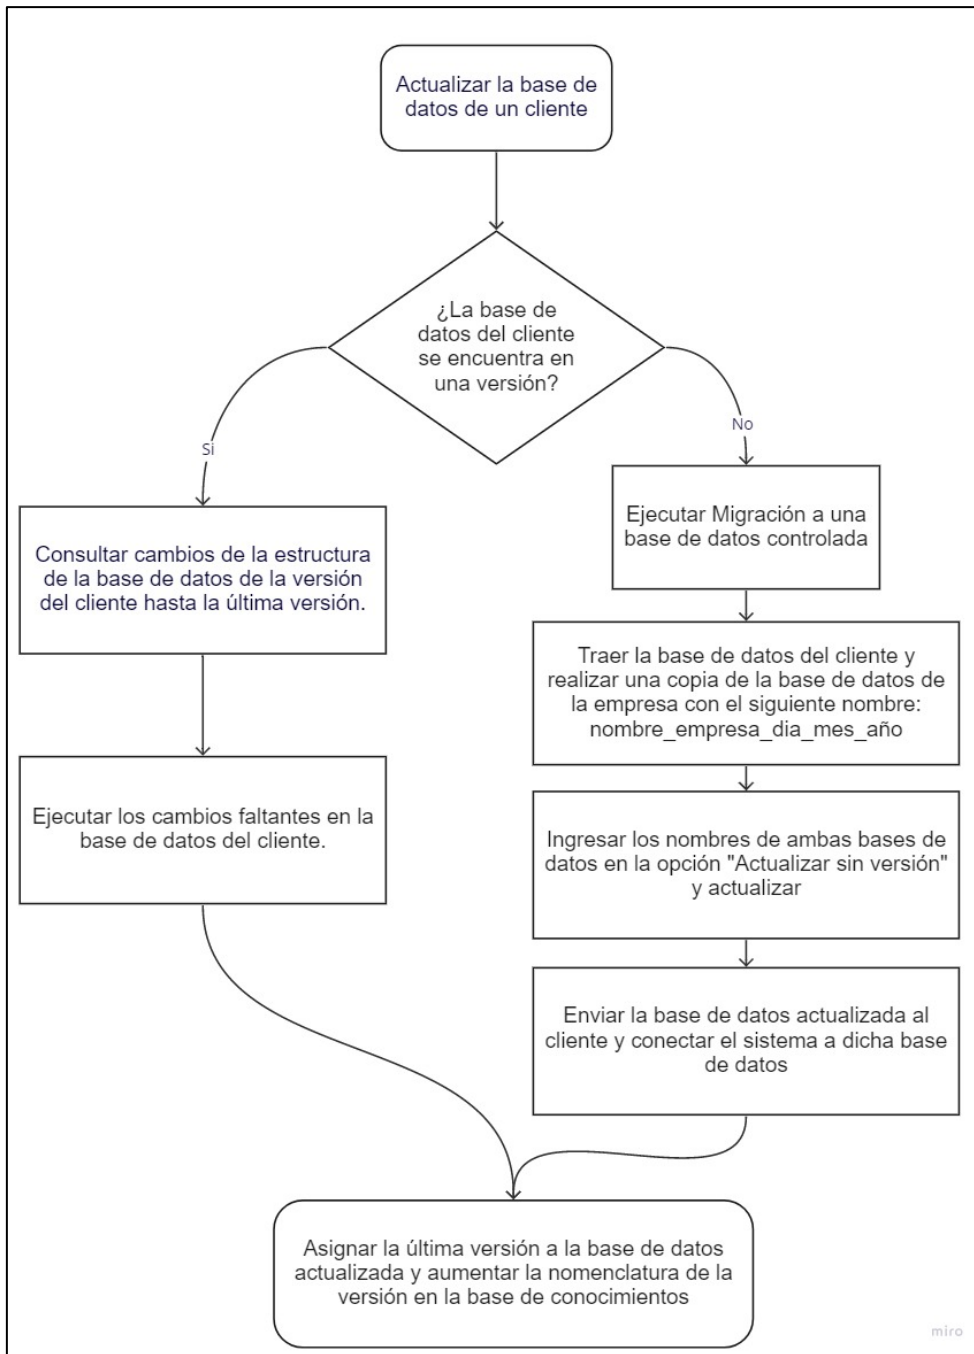 Actualizar la base de
datos de un cliente
¿La base de
datos del cliente
se encuentra en
una versión?
Si
No
Consultar cambios de la estructura
de la base de datos de la versión
del cliente hasta la última versión.
Ejecutar los cambios faltantes en la
base de datos del cliente.
Ejecutar Migración a una
base de datos controlada
Traer la base de datos del cliente y
realizar una copia de la base de datos de
la empresa con el siguiente nombre:
nombre_empresa_dia_mes_año
Ingresar los nombres de ambas bases de
datos en la opción "Actualizar sin versión"
y actualizar
Enviar la base de datos actualizada al
cliente y conectar el sistema a dicha base
de datos
Asignar la última versión a la base de datos
actualizada y aumentar la nomenclatura de la
versión en la base de conocimientos
miro